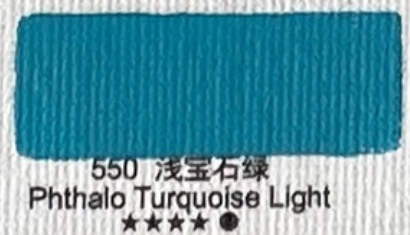 550 浅宝石绿
Phthalo Turquoise Light
★★★★ ●